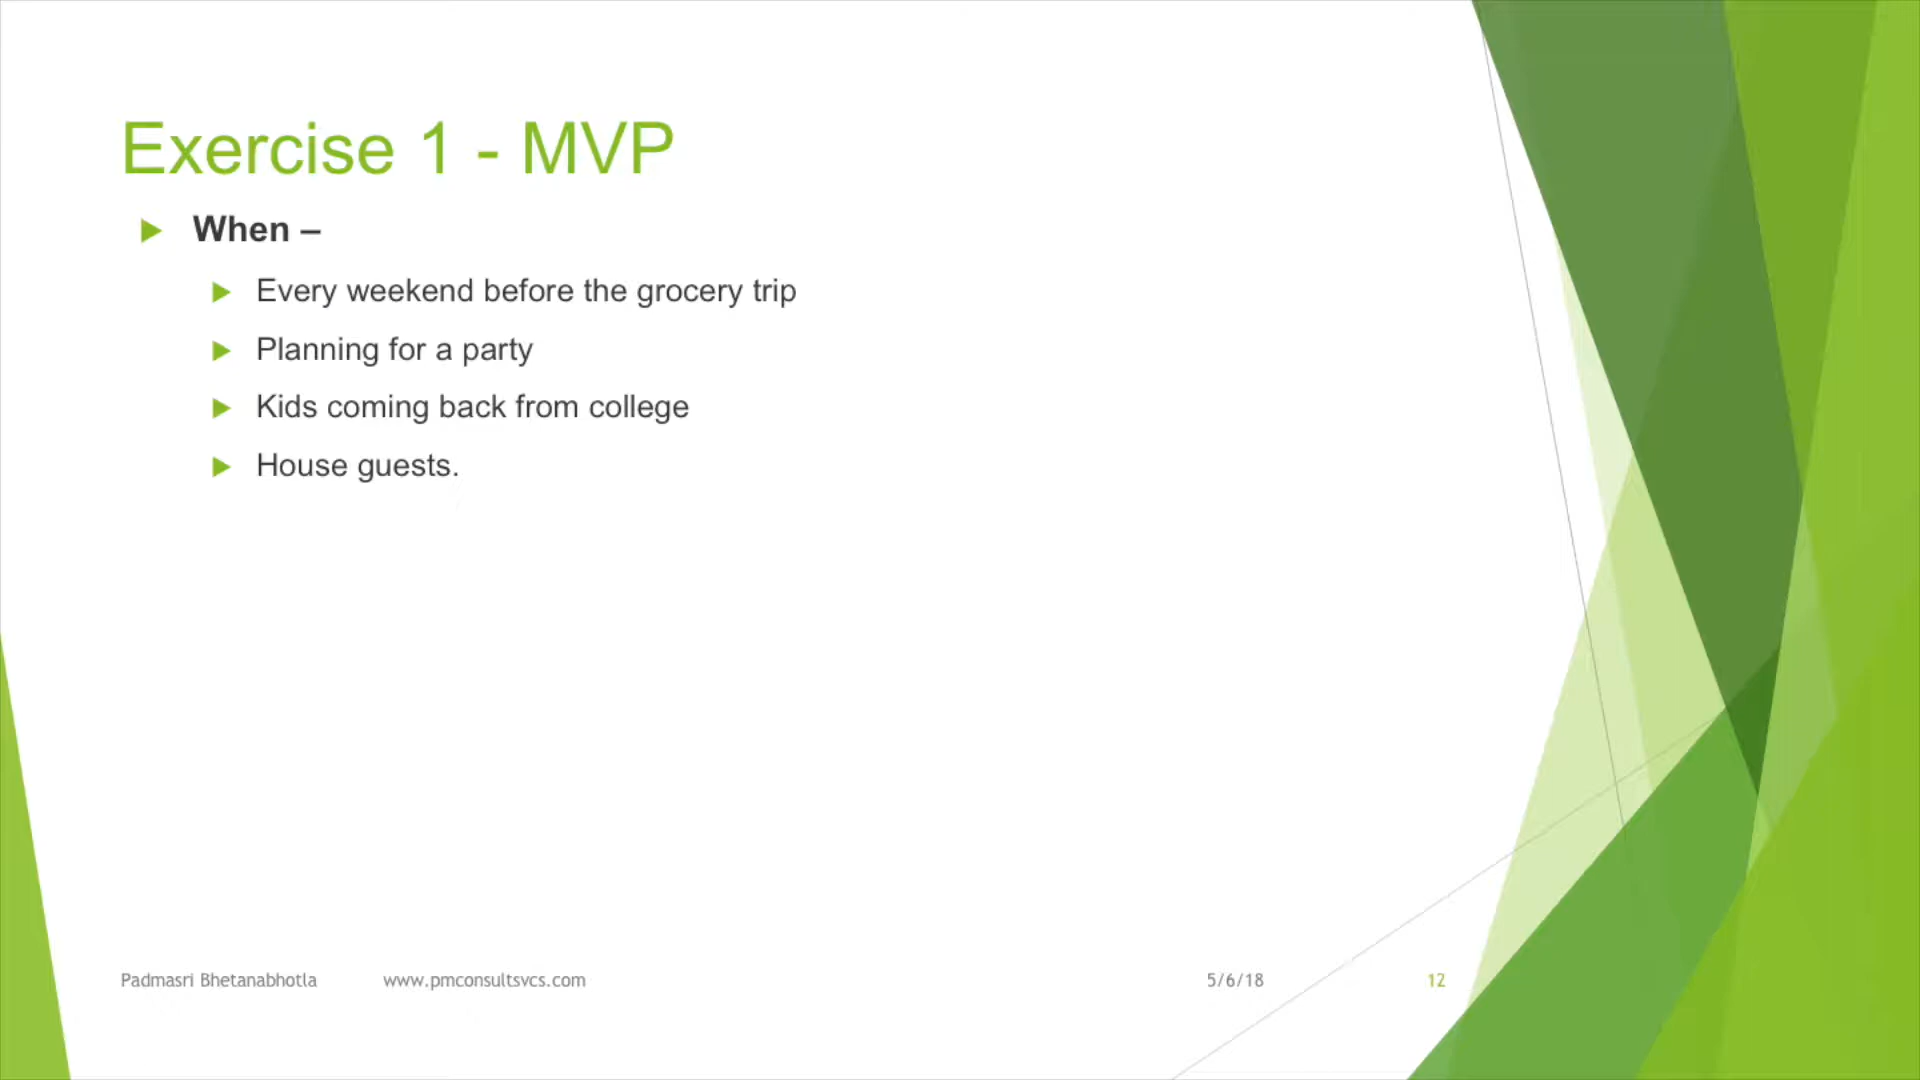 Exercise 1 - MVP
When –
Every weekend before the grocery trip
Planning for a party
Kids coming back from college
House guests.
Padmasri Bhetanabhotla www.pmconsultsvcs.com 5/6/18 12